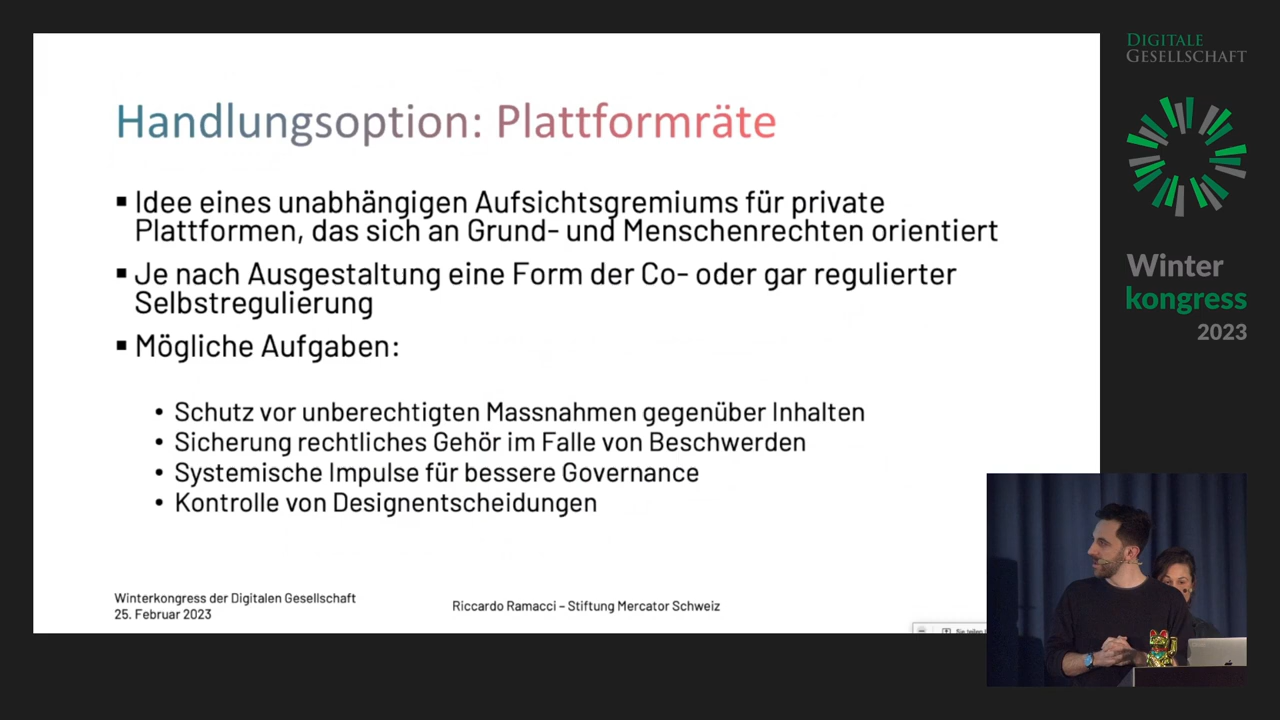 Handlungsoption: Plattformräte
▪ Idee eines unabhängigen Aufsichtsgremiums für private
Plattformen, das sich an Grund- und Menschenrechten orientiert
▪ Je nach Ausgestaltung eine Form der Co- oder gar regulierter
Selbstregulierung
▪ Mögliche Aufgaben:
• Schutz vor unberechtigten Massnahmen gegenüber Inhalten
• Sicherung rechtliches Gehör im Falle von Beschwerden
• Systemische Impulse für bessere Governance
• Kontrolle von Designentscheidungen
Winterkongress der Digitalen Gesellschaft
25. Februar 2023
Riccardo Ramacci – Stiftung Mercator Schweiz
DIGITALE
GESELLSCHAFT
Winter
kongress
2023